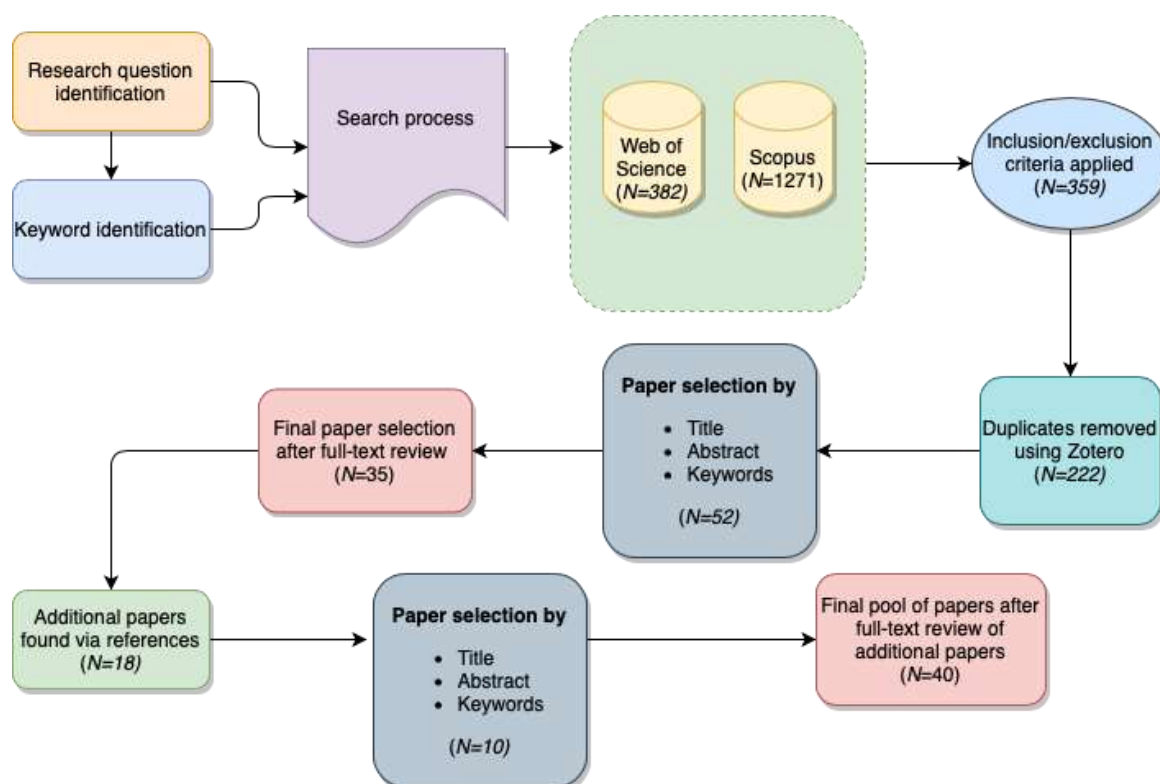 Research question
identification
Keyword identification
Search process
Web of
Science
(N=382)
Scopus
(N=1271)
Inclusion/exclusion
criteria applied
(N=359)
Duplicates removed
using Zotero
(N=222)
Paper selection by
• Title
• Abstract
• Keywords
(N=52)
Final paper selection
after full-text review
(N=35)
Additional papers
found via references
(N=18)
Paper selection by
• Title
• Abstract
• Keywords
(N=10)
Final pool of papers after
full-text review of
additional papers
(N=40)